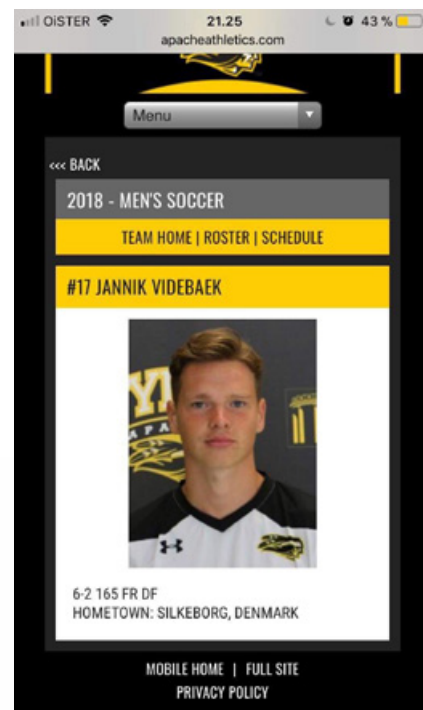 OiSTER 21.25 43 %
apacheathletics.com
Menu
<<< BACK
2018 - MEN'S SOCCER
TEAM HOME | ROSTER | SCHEDULE
#17 JANNIK VIDEBAEK
APA
6-2 165 FR DF
HOMETOWN: SILKEBORG, DENMARK
MOBILE HOME | FULL SITE
PRIVACY POLICY